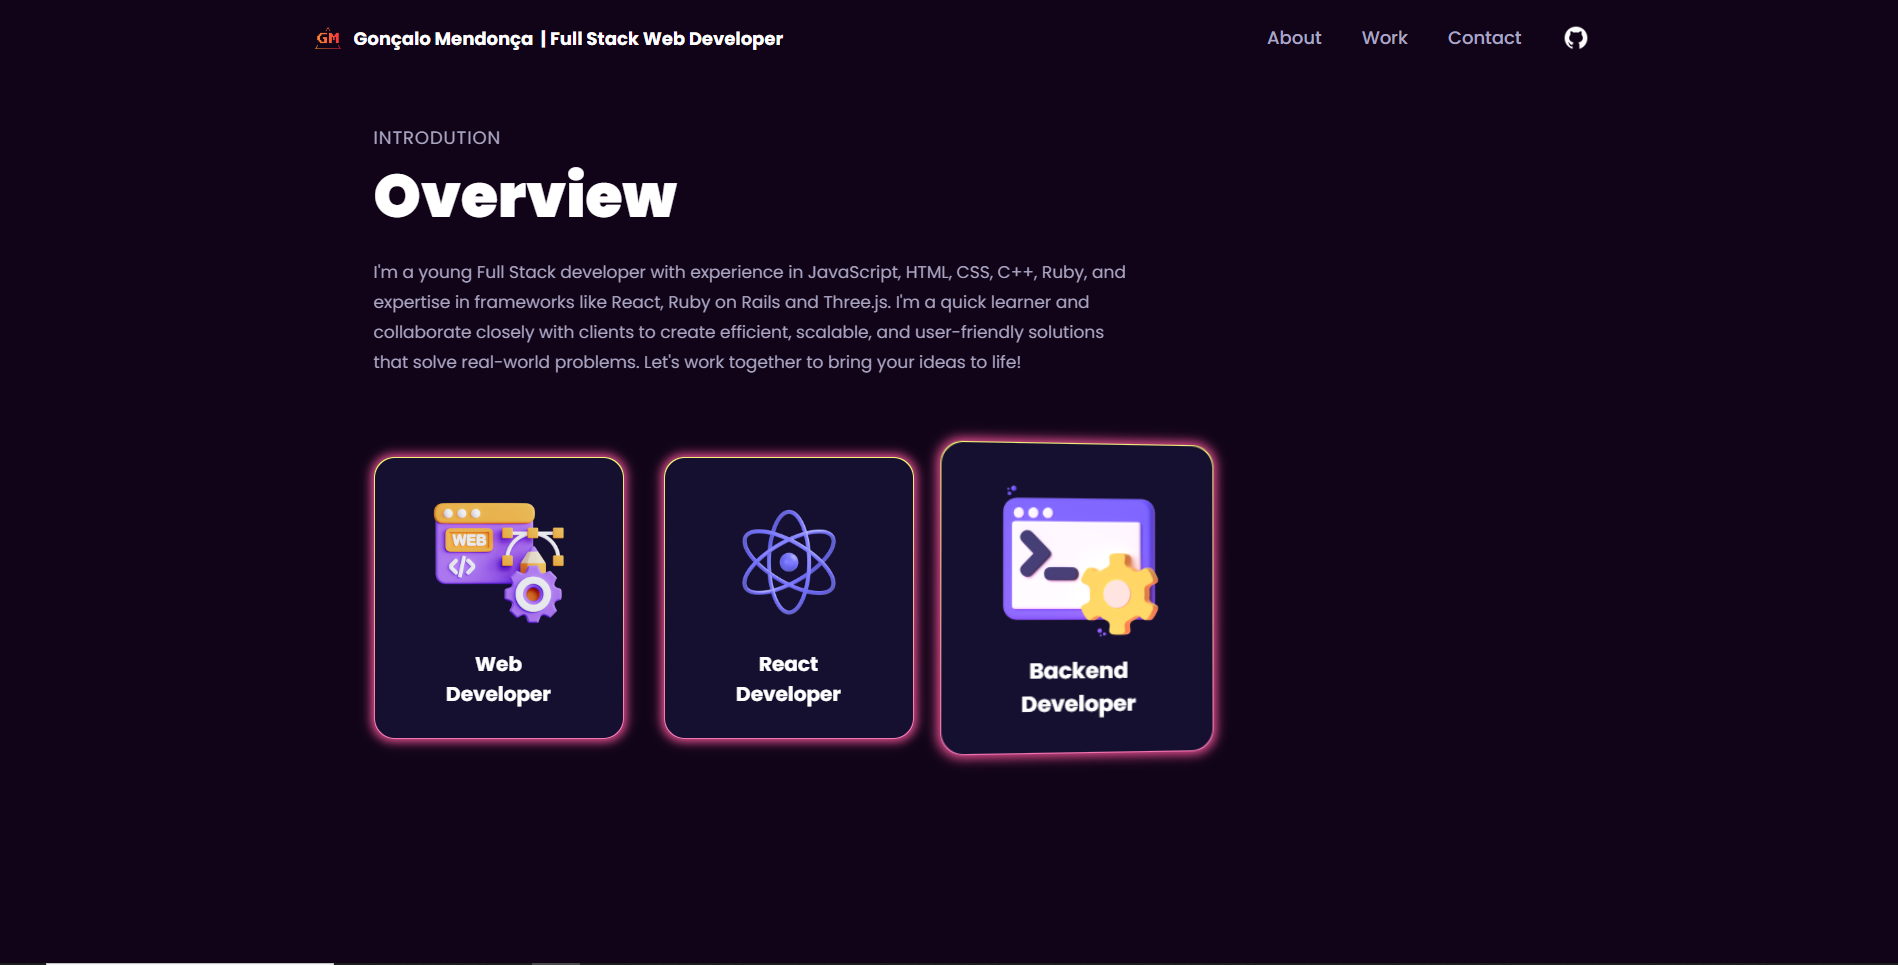 GM Gonçalo Mendonça | Full Stack Web Developer
About Work Contact
INTRODUTION
Overview
I'm a young Full Stack developer with experience in JavaScript, HTML, CSS, C++, Ruby, and
expertise in frameworks like React, Ruby on Rails and Three.js. I'm a quick learner and
collaborate closely with clients to create efficient, scalable, and user-friendly solutions
that solve real-world problems. Let's work together to bring your ideas to life!
WEB
</>
Web
Developer
React
Developer
Backend
Developer